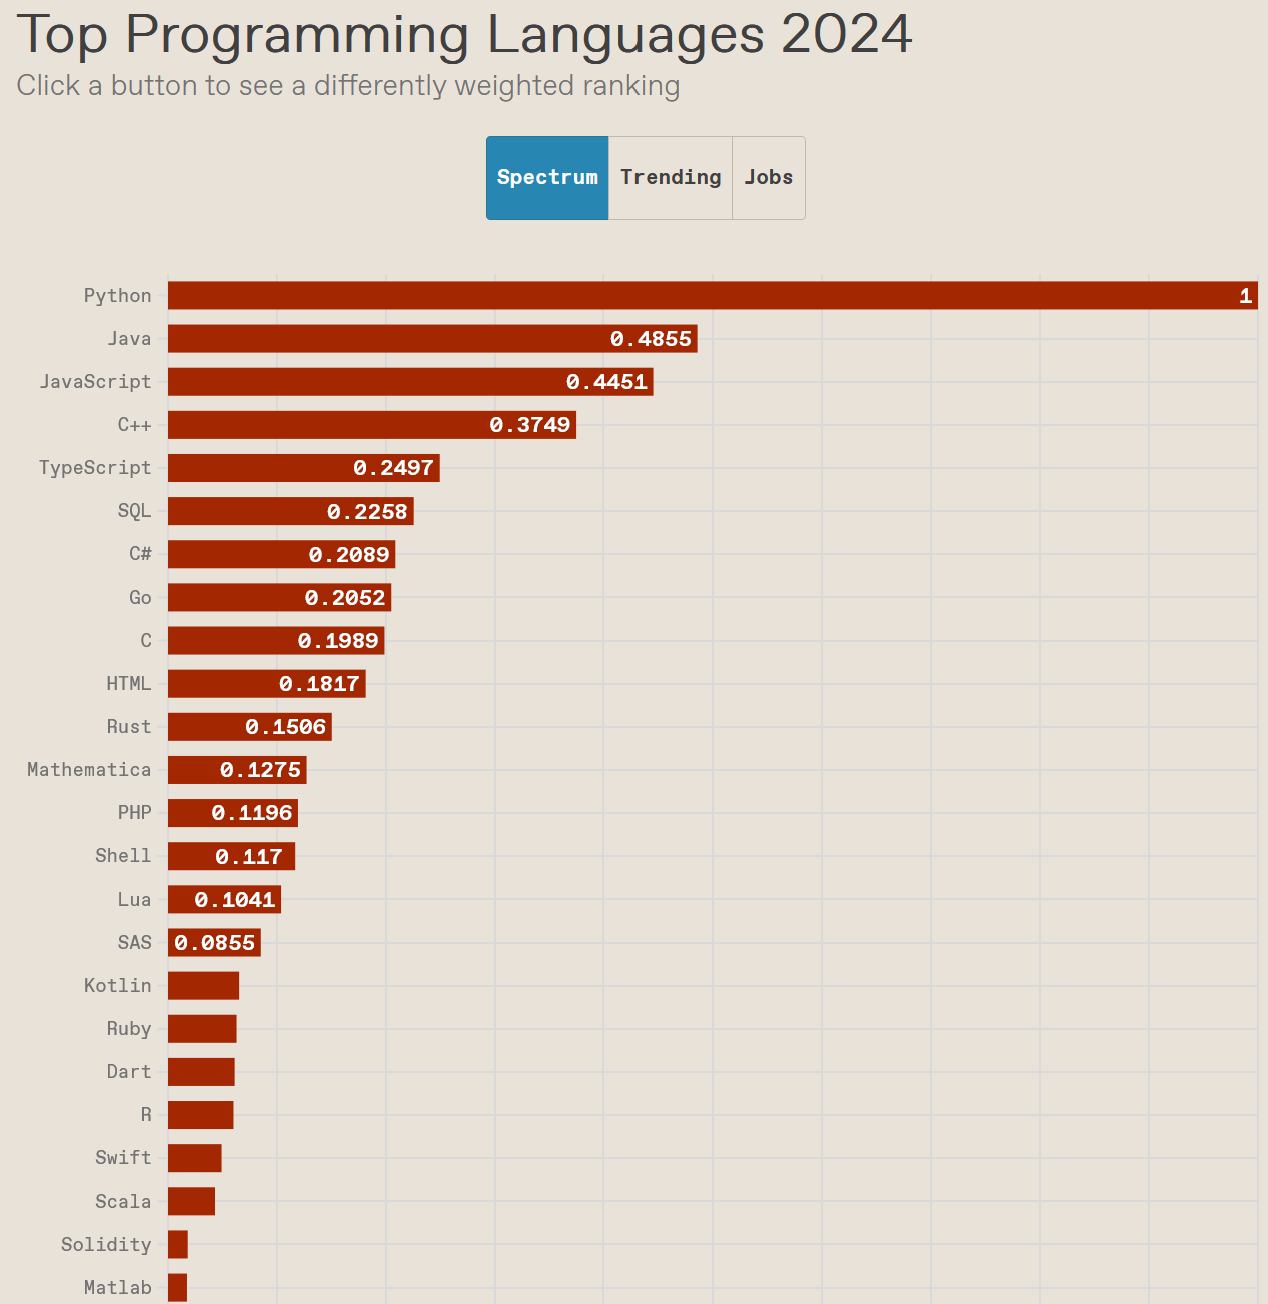 Top Programming Languages 2024
Click a button to see a differently weighted ranking
Spectrum Trending Jobs
Python 1
Java 0.4855
JavaScript 0.4451
C++ 0.3749
TypeScript 0.2497
SQL 0.2258
C# 0.2089
Go 0.2052
C 0.1989
HTML 0.1817
Rust 0.1506
Mathematica 0.1275
PHP 0.1196
Shell 0.117
Lua 0.1041
SAS 0.0855
Kotlin
Ruby
Dart
R
Swift
Scala
Solidity
Matlab